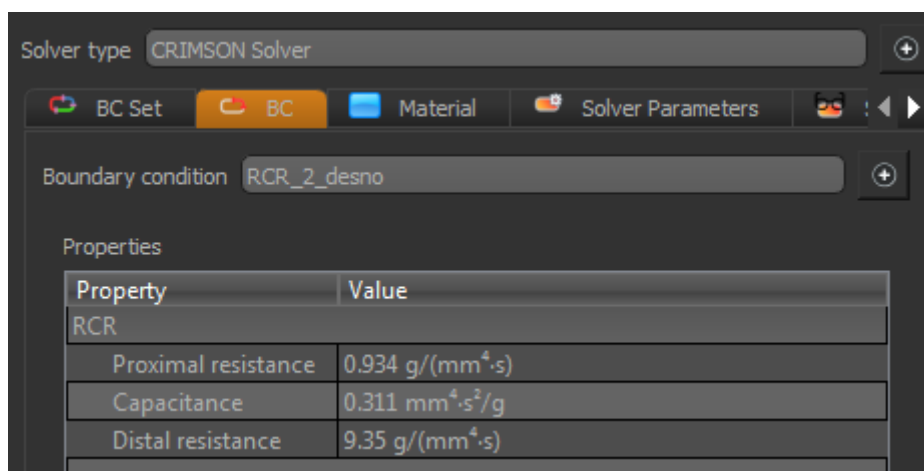 Solver type CRIMSON Solver
BC Set BC Material Solver Parameters S
Boundary condition RCR_2_desno
Properties
Property Value
RCR
Proximal resistance 0.934 g/(mm⁴·s)
Capacitance 0.311 mm⁴·s²/g
Distal resistance 9.35 g/(mm⁴·s)